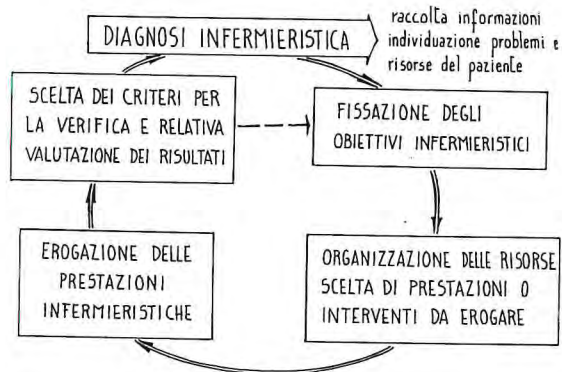 DIAGNOSI INFERMIERISTICA
raccolta informazioni
individuazione problemi e
risorse del paziente
SCELTA DEI CRITERI PER
LA VERIFICA E RELATIVA
VALUTAZIONE DEI RISULTATI
FISSAZIONE DEGLI
OBIETTIVI INFERMIERISTICI
EROGAZIONE DELLE
PRESTAZIONI
INFERMIERISTICHE
ORGANIZZAZIONE DELLE RISORSE
SCELTA DI PRESTAZIONI O
INTERVENTI DA EROGARE